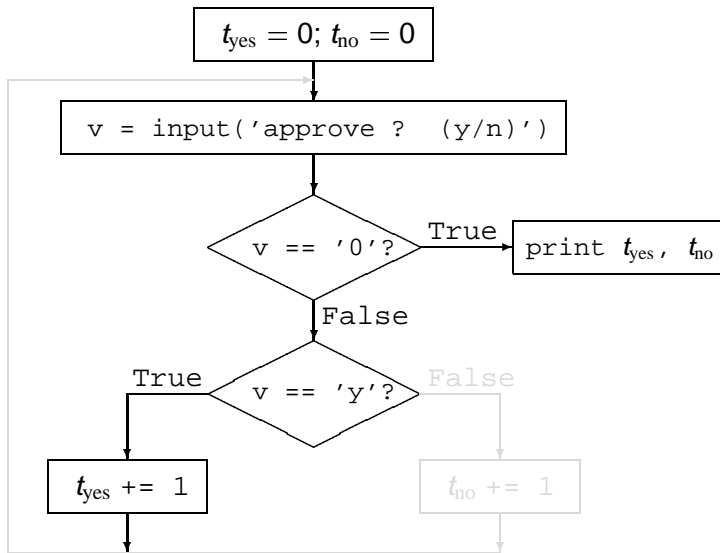 t_yes = 0; t_no = 0
v = input('approve ? (y/n)')
v == '0'?
True
print t_yes, t_no
False
v == 'y'?
True
False
t_yes += 1
t_no += 1